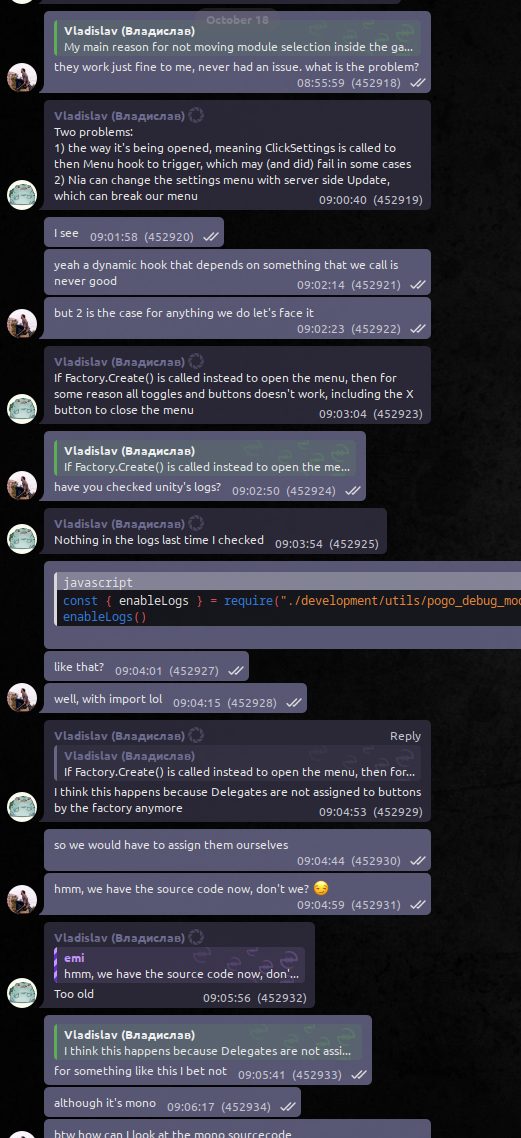 October 18
Vladislav (Владислав)
My main reason for not moving module selection inside the ga...
they work just fine to me, never had an issue. what is the problem?
08:55:59 (452918)
Vladislav (Владислав)
Two problems:
1) the way it's being opened, meaning ClickSettings is called to
then Menu hook to trigger, which may (and did) fail in some cases
2) Nia can change the settings menu with server side Update,
which can break our menu
09:00:40 (452919)
I see 09:01:58 (452920)
yeah a dynamic hook that depends on something that we call is
never good
09:02:14 (452921)
but 2 is the case for anything we do let's face it
09:02:23 (452922)
Vladislav (Владислав)
If Factory.Create() is called instead to open the menu, then for
some reason all toggles and buttons doesn't work, including the X
button to close the menu
09:03:04 (452923)
Vladislav (Владислав)
If Factory.Create() is called instead to open the me...
have you checked unity's logs? 09:02:50 (452924)
Vladislav (Владислав)
Nothing in the logs last time I checked 09:03:54 (452925)
javascript
const { enableLogs } = require("./development/utils/pogo_debug_mo
enableLogs()
like that? 09:04:01 (452927)
well, with import lol 09:04:15 (452928)
Vladislav (Владислав) Reply
Vladislav (Владислав)
If Factory.Create() is called instead to open the menu, then for...
I think this happens because Delegates are not assigned to buttons
by the factory anymore
09:04:53 (452929)
so we would have to assign them ourselves
09:04:44 (452930)
hmm, we have the source code now, don't we? 😏
09:04:59 (452931)
Vladislav (Владислав)
emi
hmm, we have the source code now, don'...
Too old 09:05:56 (452932)
Vladislav (Владислав)
I think this happens because Delegates are not assi...
for something like this I bet not 09:05:41 (452933)
although it's mono 09:06:17 (452934)
btw how can I look at the mono sourcecode